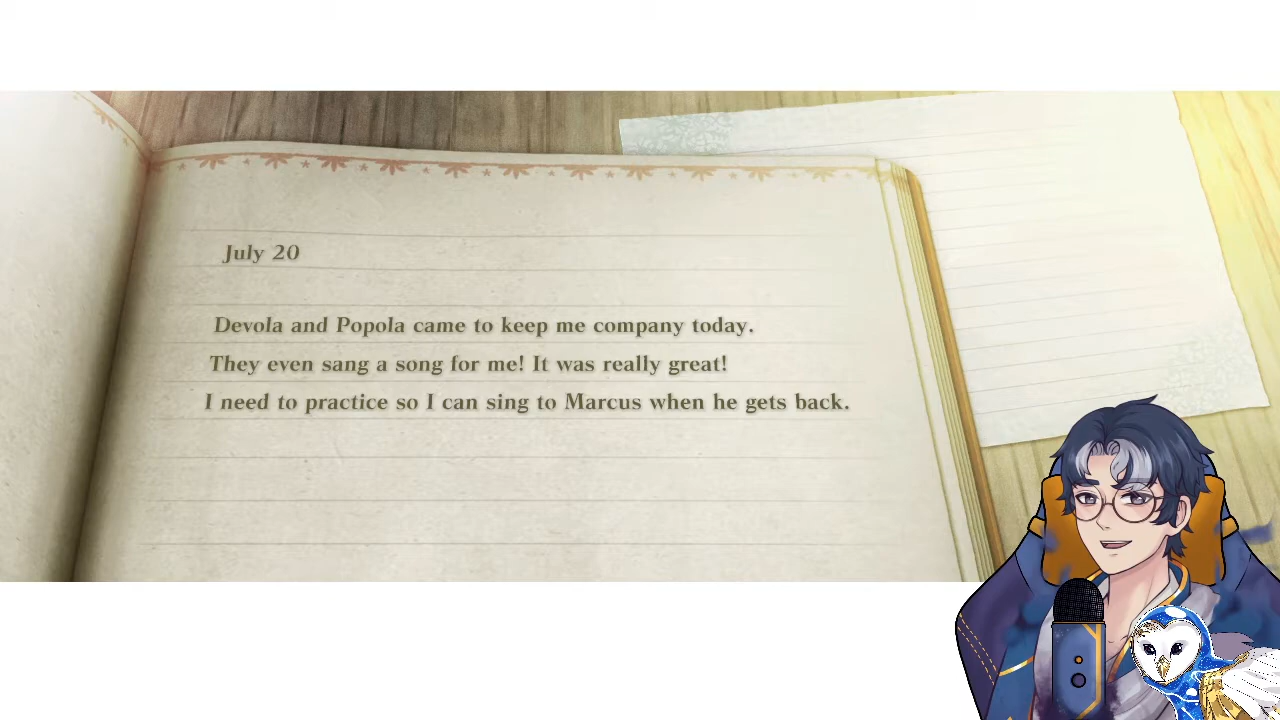 July 20
Devola and Popola came to keep me company today.
They even sang a song for me! It was really great!
I need to practice so I can sing to Marcus when he gets back.